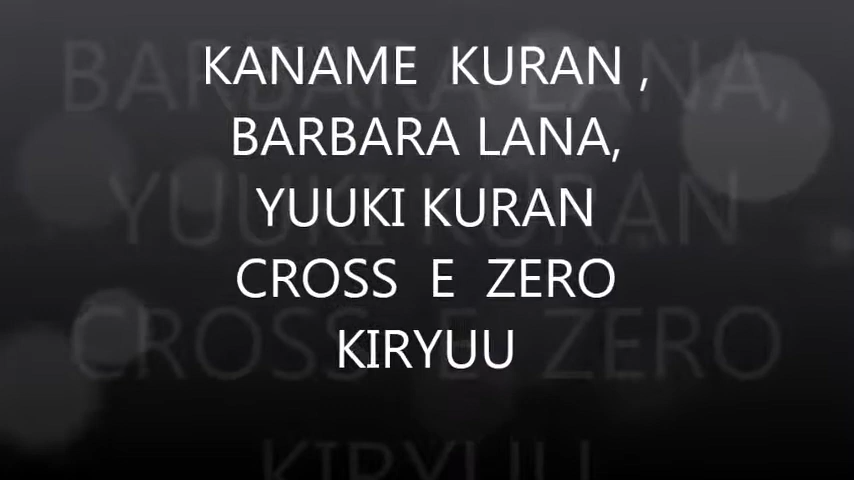 KANAME KURAN ,
BARBARA LANA,
YUUKI KURAN
CROSS E ZERO
KIRYUU